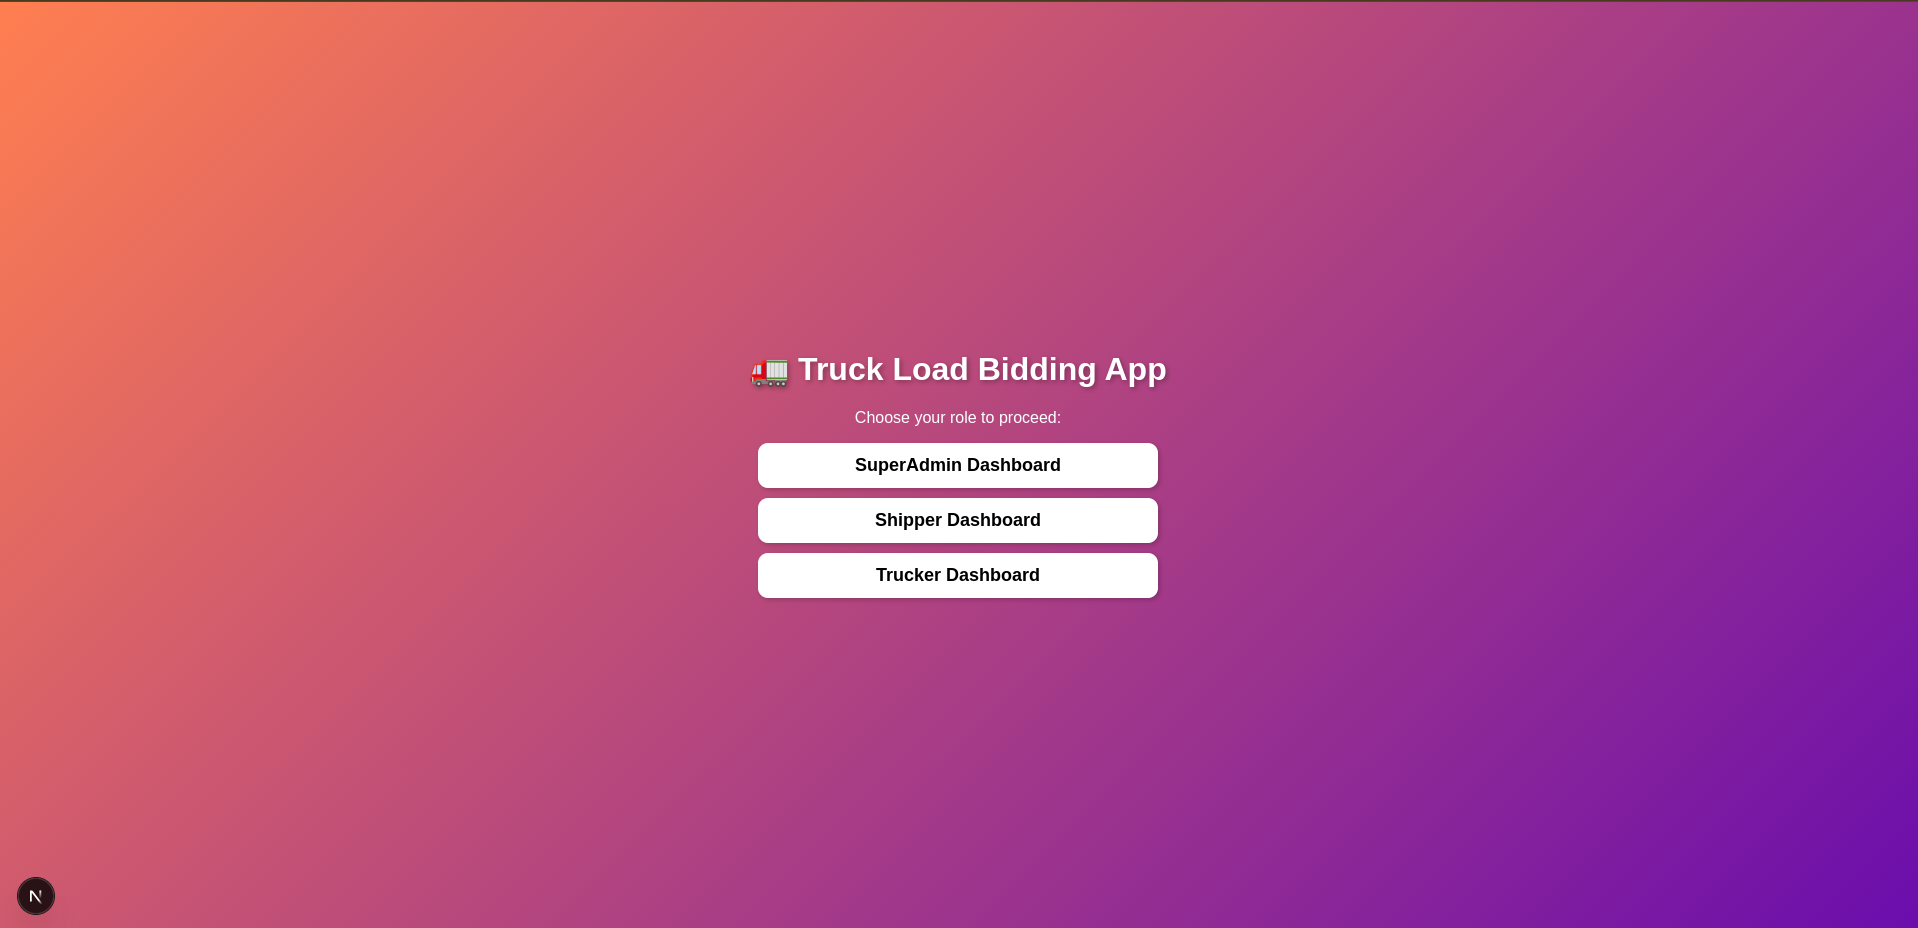 🚛 Truck Load Bidding App
Choose your role to proceed:
SuperAdmin Dashboard
Shipper Dashboard
Trucker Dashboard
N